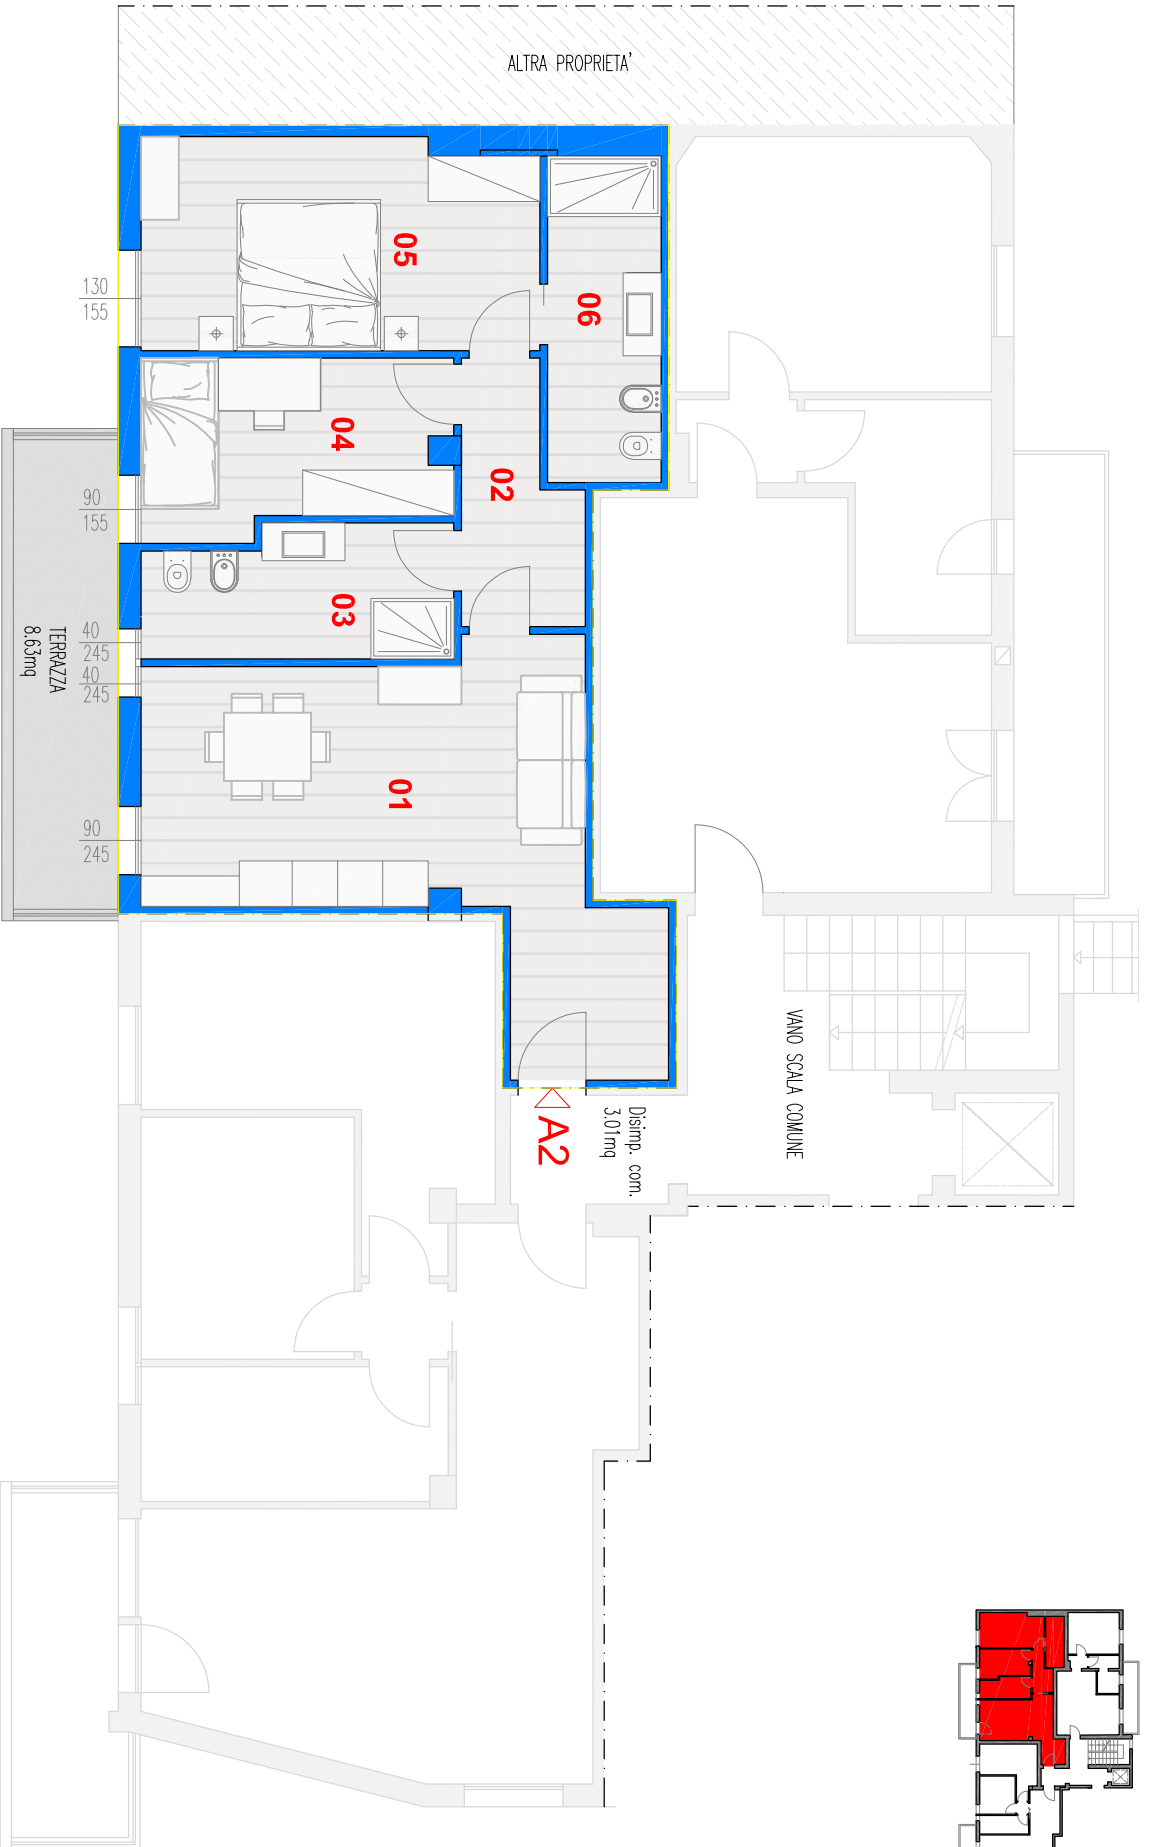 ALTRA PROPRIETA'
05
06
130
155
04
02
90
155
03
40
245
40
245
TERRAZZA
8.63mq
01
90
245
VANO SCALA COMUNE
Disimp. com.
3.01mq
A2